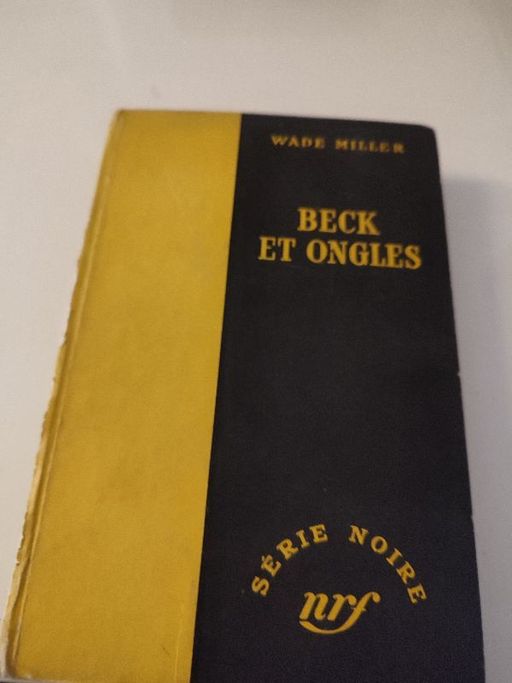 WADE MILLER
BECK
ET ONGLES
SÉRIE NOIRE
nrf